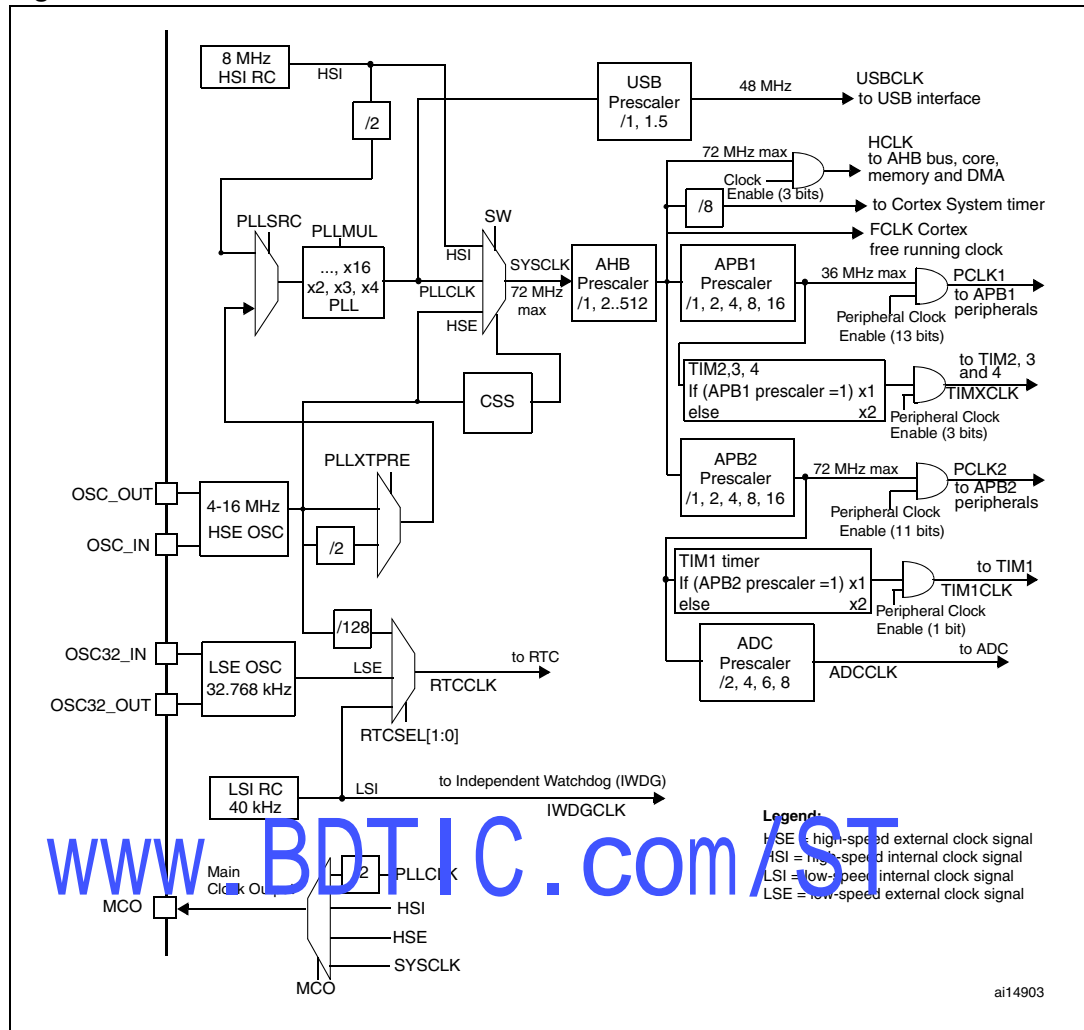 8 MHz
HSI RC
HSI
/2
USB
Prescaler
/1, 1.5
48 MHz
USBCLK
to USB interface
HCLK
to AHB bus, core,
memory and DMA
72 MHz max
Clock
Enable (3 bits)
/8
to Cortex System timer
FCLK Cortex
free running clock
PLLSRC
PLLMUL
..., x16
x2, x3, x4
PLL
PLLCLK
SW
HSI
HSE
SYSCLK
72 MHz
max
AHB
Prescaler
/1, 2..512
APB1
Prescaler
/1, 2, 4, 8, 16
36 MHz max
PCLK1
to APB1
peripherals
Peripheral Clock
Enable (13 bits)
TIM2,3, 4
If (APB1 prescaler =1) x1
else x2
to TIM2, 3
and 4
TIMXCLK
Peripheral Clock
Enable (3 bits)
CSS
APB2
Prescaler
/1, 2, 4, 8, 16
72 MHz max
PCLK2
to APB2
peripherals
Peripheral Clock
Enable (11 bits)
PLLXTPRE
OSC_OUT
OSC_IN
4-16 MHz
HSE OSC
/2
TIM1 timer
If (APB2 prescaler =1) x1
else x2
to TIM1
TIM1CLK
Peripheral Clock
Enable (1 bit)
ADC
Prescaler
/2, 4, 6, 8
to ADC
ADCCLK
/128
OSC32_IN
OSC32_OUT
LSE OSC
32.768 kHz
LSE
to RTC
RTCCLK
RTCSEL[1:0]
LSI RC
40 kHz
LSI
to Independent Watchdog (IWDG)
IWDGCLK
Legend:
HSE = high-speed external clock signal
HSI = high-speed internal clock signal
LSI = low-speed internal clock signal
LSE = low-speed external clock signal
www.BDTIC.com/ST
Main
Clock Output
MCO
/2
PLLCLK
HSI
HSE
SYSCLK
MCO
ai14903